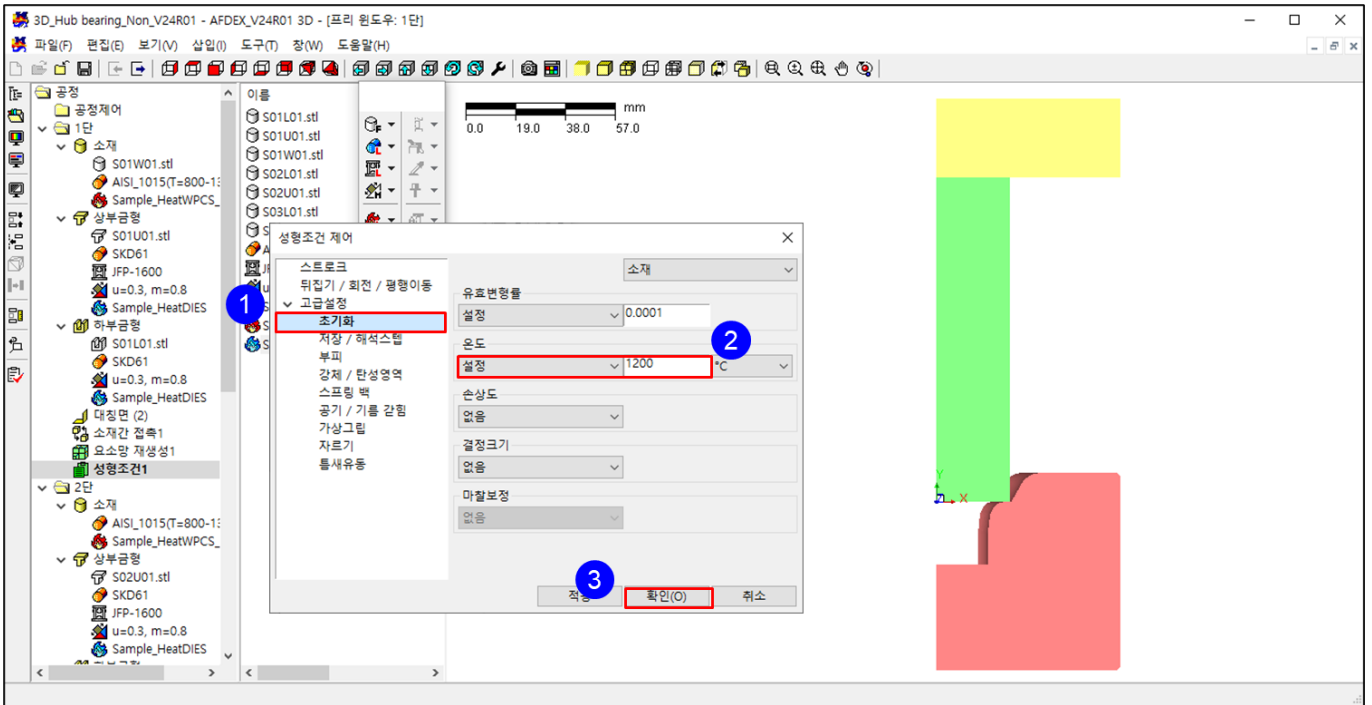 3D_Hub bearing_Non_V24R01 - AFDEX_V24R01 3D - [프리 윈도우: 1단]
파일(F) 편집(E) 보기(V) 삽입(I) 도구(T) 창(W) 도움말(H)
공정
공정제어
1단
소재
S01W01.stl
AISI_1015(T=800-13
Sample_HeatWPCS_
상부금형
S01U01.stl
SKD61
JFP-1600
u=0.3, m=0.8
Sample_HeatDIES
하부금형
S01L01.stl
SKD61
u=0.3, m=0.8
Sample_HeatDIES
대칭면 (2)
소재간 접촉1
요소망 재생성1
성형조건1
2단
소재
AISI_1015(T=800-13
Sample_HeatWPCS_
상부금형
S02U01.stl
SKD61
JFP-1600
u=0.3, m=0.8
Sample_HeatDIES
이름
S01L01.stl
S01U01.stl
S01W01.stl
S02L01.stl
S02U01.stl
S03L01.stl
mm
0.0 19.0 38.0 57.0
성형조건 제어
스트로크
뒤집기 / 회전 / 평행이동
고급설정
1
초기화
저장 / 해석스텝
부피
강체 / 탄성영역
스프링 백
공기 / 기름 갇힘
가상그립
자르기
틈새유동
소재
유효변형률
설정 0.0001
2
온도
설정 1200 °C
손상도
없음
결정크기
없음
마찰보정
없음
3
확인(O) 취소
Y
Z X